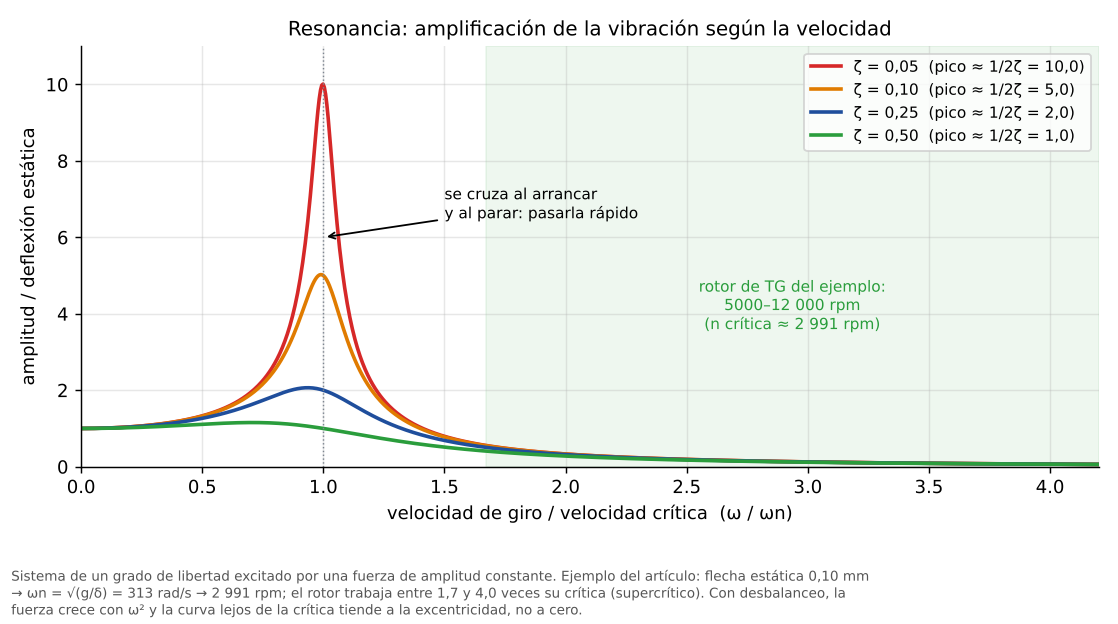 Resonancia: amplificación de la vibración según la velocidad
amplitud / deflexión estática
10
8
6
4
2
0
ζ = 0,05 (pico ≈ 1/2ζ = 10,0)
ζ = 0,10 (pico ≈ 1/2ζ = 5,0)
ζ = 0,25 (pico ≈ 1/2ζ = 2,0)
ζ = 0,50 (pico ≈ 1/2ζ = 1,0)
se cruza al arrancar
y al parar: pasarla rápido
rotor de TG del ejemplo:
5000–12 000 rpm
(n crítica ≈ 2 991 rpm)
0.0 0.5 1.0 1.5 2.0 2.5 3.0 3.5 4.0
velocidad de giro / velocidad crítica (ω / ωn)
Sistema de un grado de libertad excitado por una fuerza de amplitud constante. Ejemplo del artículo: flecha estática 0,10 mm
→ ωn = √(g/δ) = 313 rad/s → 2 991 rpm; el rotor trabaja entre 1,7 y 4,0 veces su crítica (supercrítico). Con desbalanceo, la
fuerza crece con ω² y la curva lejos de la crítica tiende a la excentricidad, no a cero.